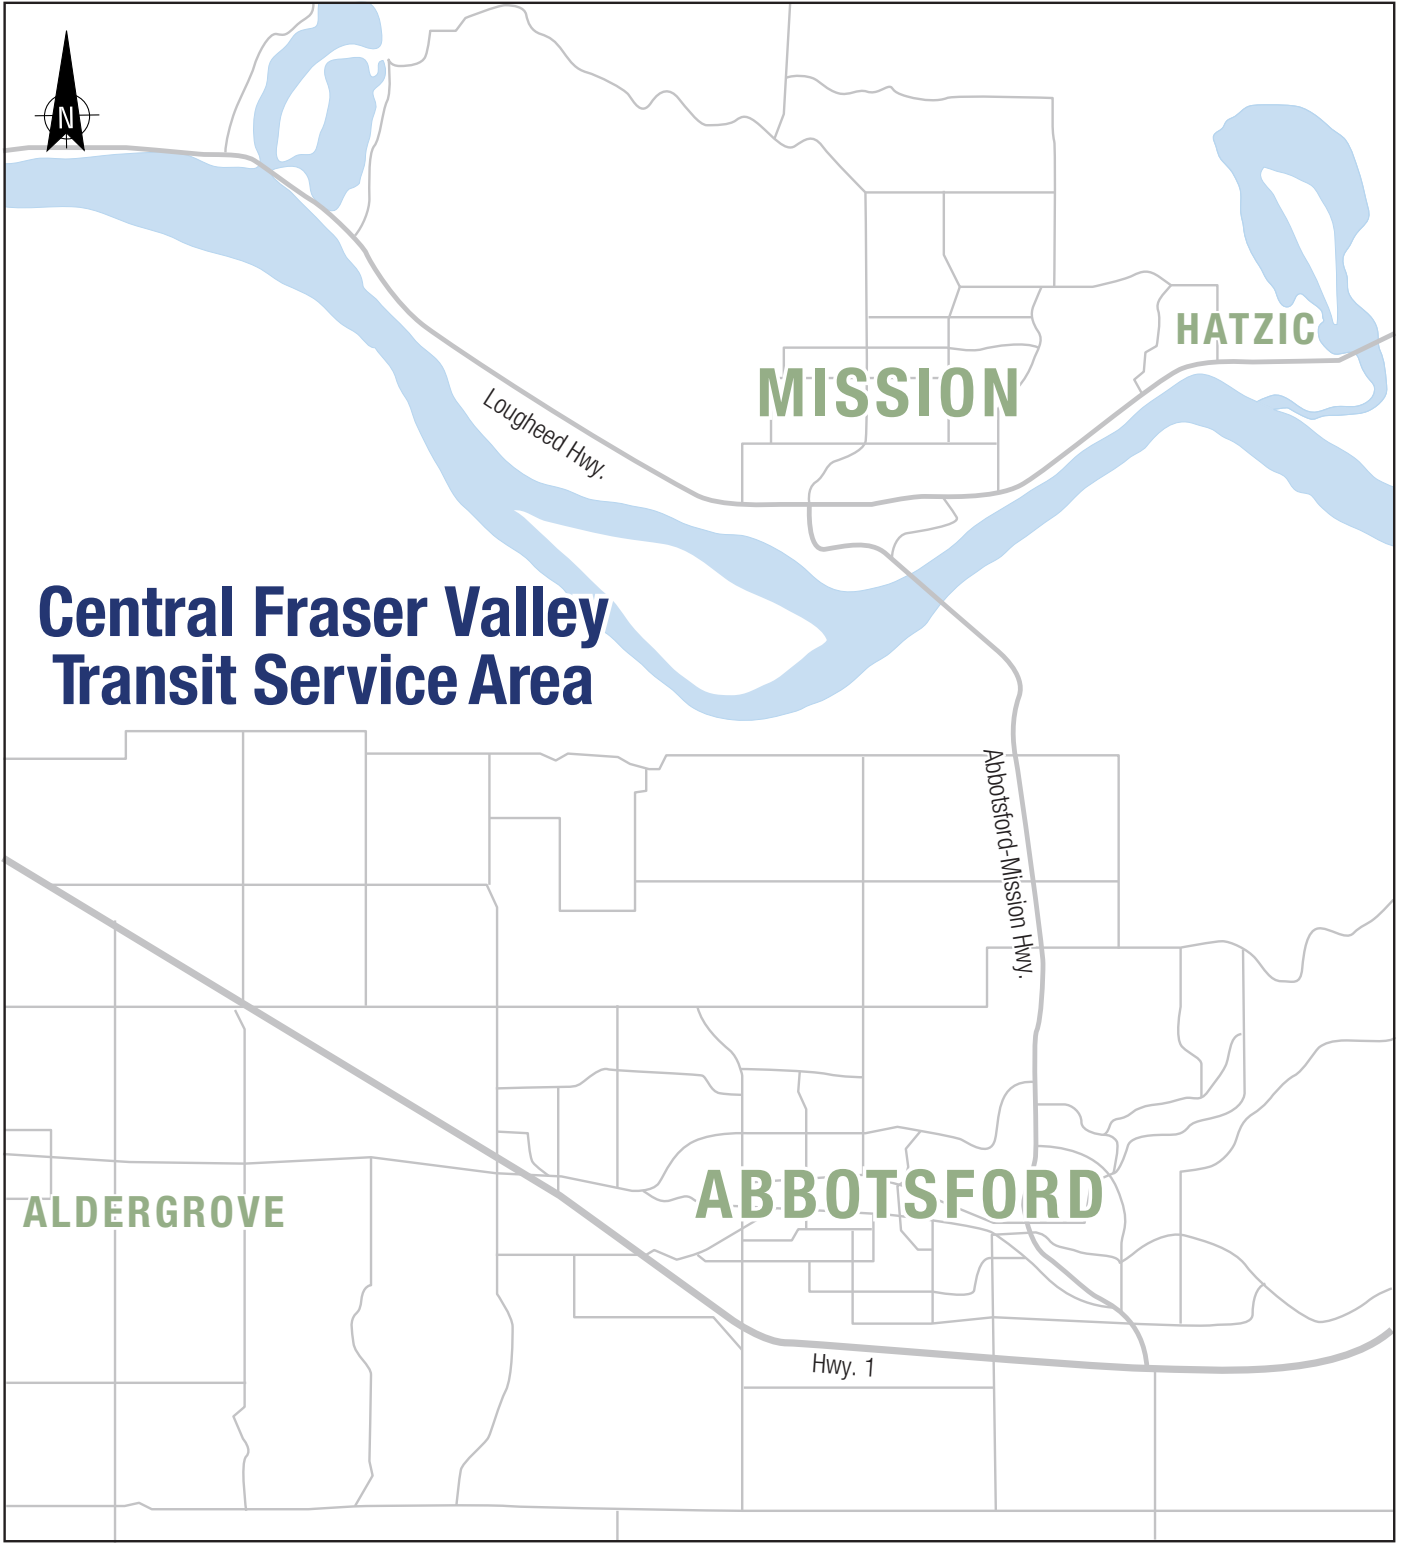 N
HATZIC
MISSION
Lougheed Hwy.
Central Fraser Valley
Transit Service Area
Abbotsford-Mission Hwy.
ABBOTSFORD
ALDERGROVE
Hwy. 1